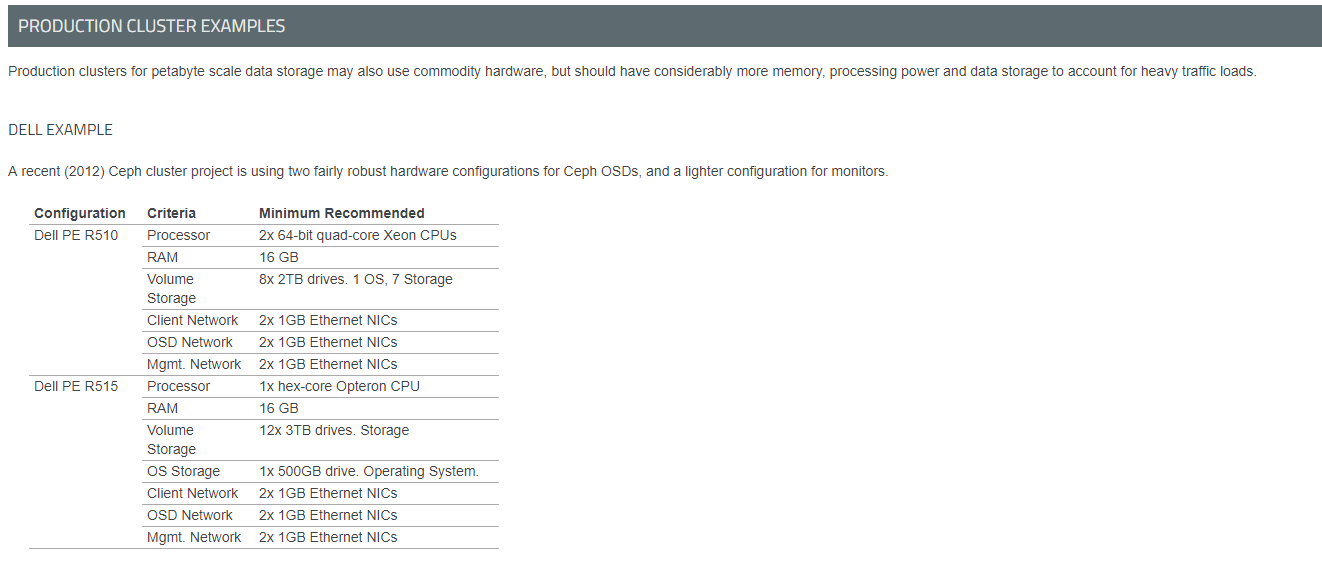 PRODUCTION CLUSTER EXAMPLES
Production clusters for petabyte scale data storage may also use commodity hardware, but should have considerably more memory, processing power and data storage to account for heavy traffic loads.
DELL EXAMPLE
A recent (2012) Ceph cluster project is using two fairly robust hardware configurations for Ceph OSDs, and a lighter configuration for monitors.
Configuration Criteria Minimum Recommended
Dell PE R510 Processor 2x 64-bit quad-core Xeon CPUs
RAM 16 GB
Volume 8x 2TB drives. 1 OS, 7 Storage
Storage
Client Network 2x 1GB Ethernet NICs
OSD Network 2x 1GB Ethernet NICs
Mgmt. Network 2x 1GB Ethernet NICs
Dell PE R515 Processor 1x hex-core Opteron CPU
RAM 16 GB
Volume 12x 3TB drives. Storage
Storage
OS Storage 1x 500GB drive. Operating System.
Client Network 2x 1GB Ethernet NICs
OSD Network 2x 1GB Ethernet NICs
Mgmt. Network 2x 1GB Ethernet NICs